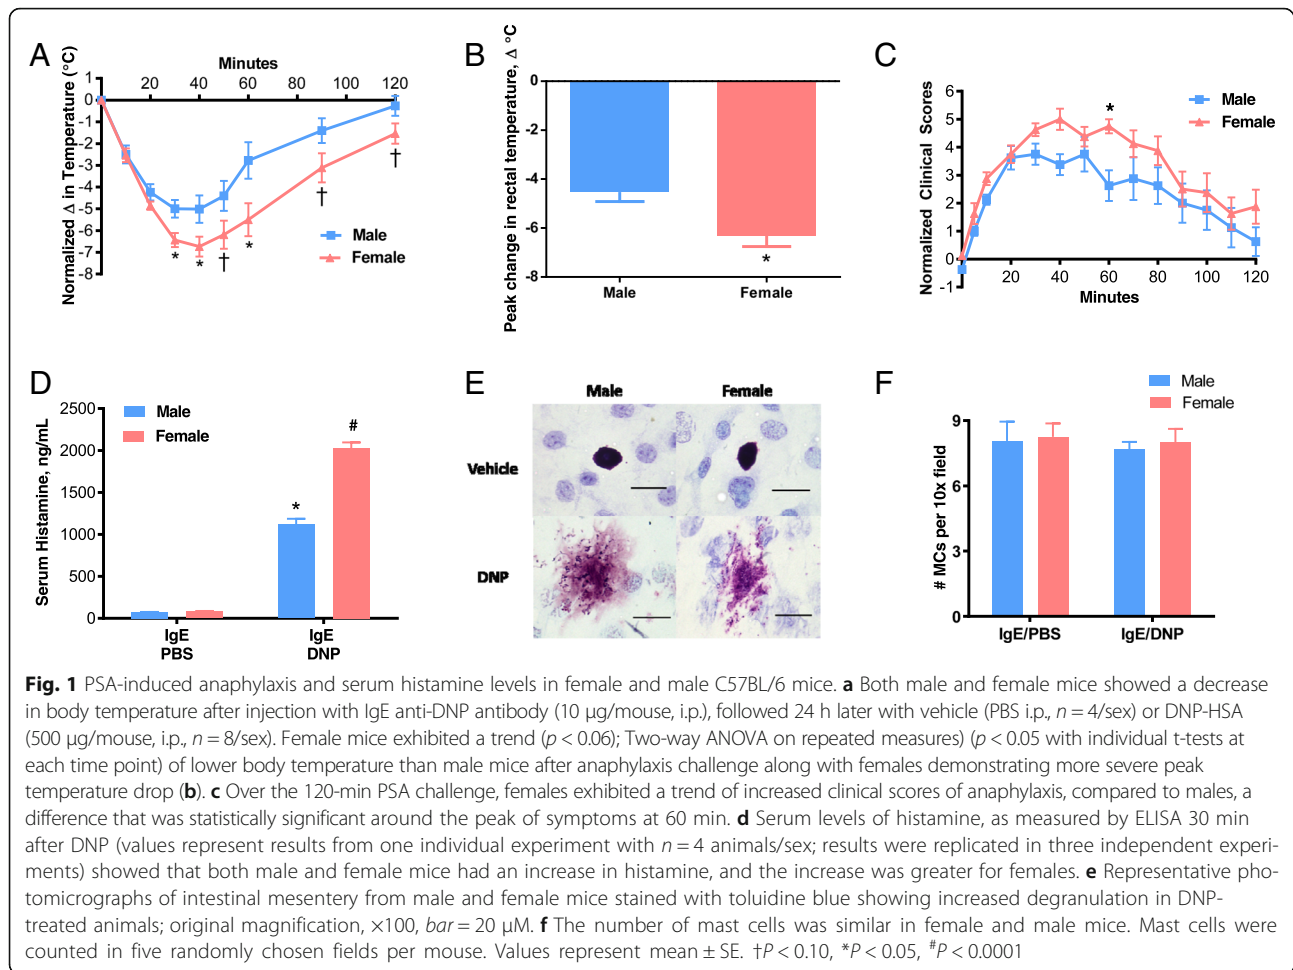 A
Minutes
20 40 60 80 100 120
1
0
-1
-2
-3
-4
-5
-6
-7
-8
Normalized Δ in Temperature (°C)
Male
Female
* * † * † †
B
Peak change in rectal temperature, Δ °C
0
-2
-4
-6
-8
*
Male Female
C
Normalized Clinical Scores
6
5
4
3
2
1
0
-1
*
Male
Female
20 40 60 80 100 120
Minutes
D
Serum Histamine, ng/mL
2500
2000
1500
1000
500
0
Male
Female
* #
IgE IgE
PBS DNP
E
Male Female
Vehicle
DNP
F
Male
Female
# MCs per 10x field
9
6
3
0
IgE/PBS IgE/DNP
Fig. 1 PSA-induced anaphylaxis and serum histamine levels in female and male C57BL/6 mice. a Both male and female mice showed a decrease
in body temperature after injection with IgE anti-DNP antibody (10 μg/mouse, i.p.), followed 24 h later with vehicle (PBS i.p., n = 4/sex) or DNP-HSA
(500 μg/mouse, i.p., n = 8/sex). Female mice exhibited a trend (p < 0.06); Two-way ANOVA on repeated measures) (p < 0.05 with individual t-tests at
each time point) of lower body temperature than male mice after anaphylaxis challenge along with females demonstrating more severe peak
temperature drop (b). c Over the 120-min PSA challenge, females exhibited a trend of increased clinical scores of anaphylaxis, compared to males, a
difference that was statistically significant around the peak of symptoms at 60 min. d Serum levels of histamine, as measured by ELISA 30 min
after DNP (values represent results from one individual experiment with n = 4 animals/sex; results were replicated in three independent experi-
ments) showed that both male and female mice had an increase in histamine, and the increase was greater for females. e Representative pho-
tomicrographs of intestinal mesentery from male and female mice stained with toluidine blue showing increased degranulation in DNP-
treated animals; original magnification, ×100, bar = 20 μM. f The number of mast cells was similar in female and male mice. Mast cells were
counted in five randomly chosen fields per mouse. Values represent mean ± SE. †P < 0.10, *P < 0.05, #P < 0.0001